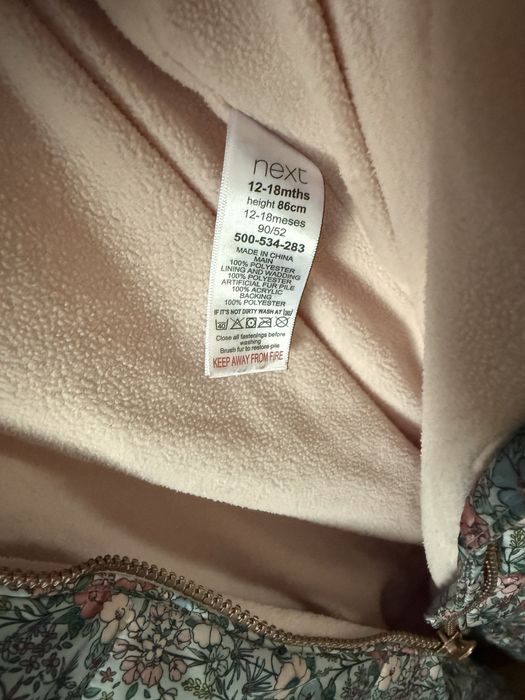 next
12-18mths
height 86cm
12-18meses
90/52
500-534-283
MADE IN CHINA
MAIN
100% POLYESTER
LINING AND WADDING
100% POLYESTER
ARTIFICIAL FUR PILE
100% ACRYLIC
BACKING
100% POLYESTER
IF IT'S NOT DIRTY WASH AT 30
40
Close all fastenings before
washing
Brush fur to restore pile
KEEP AWAY FROM FIRE